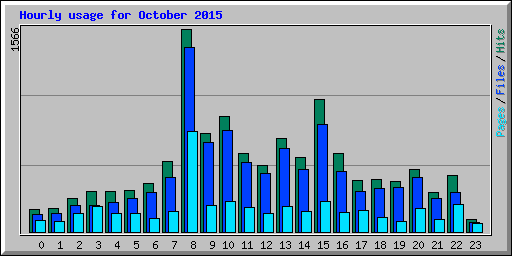 Hourly usage for October 2015
1566
Pages / Files / Hits
0 1 2 3 4 5 6 7 8 9 10 11 12 13 14 15 16 17 18 19 20 21 22 23